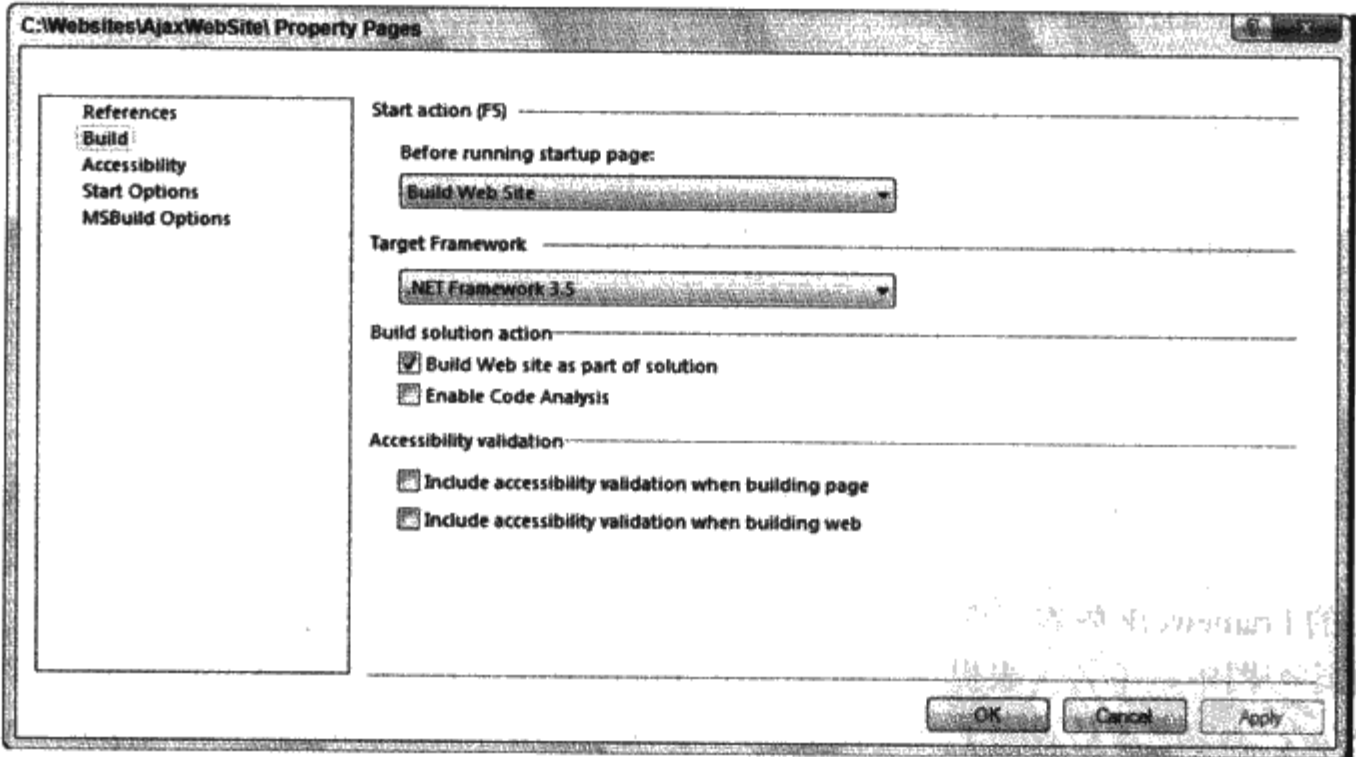 C:\Websites\AjaxWebSite\ Property Pages
References
Build
Accessibility
Start Options
MSBuild Options
Start action (F5)
Before running startup page:
Build Web Site
Target Framework
.NET Framework 3.5
Build solution action
Build Web site as part of solution
Enable Code Analysis
Accessibility validation
Include accessibility validation when building page
Include accessibility validation when building web
OK
Cancel
Apply